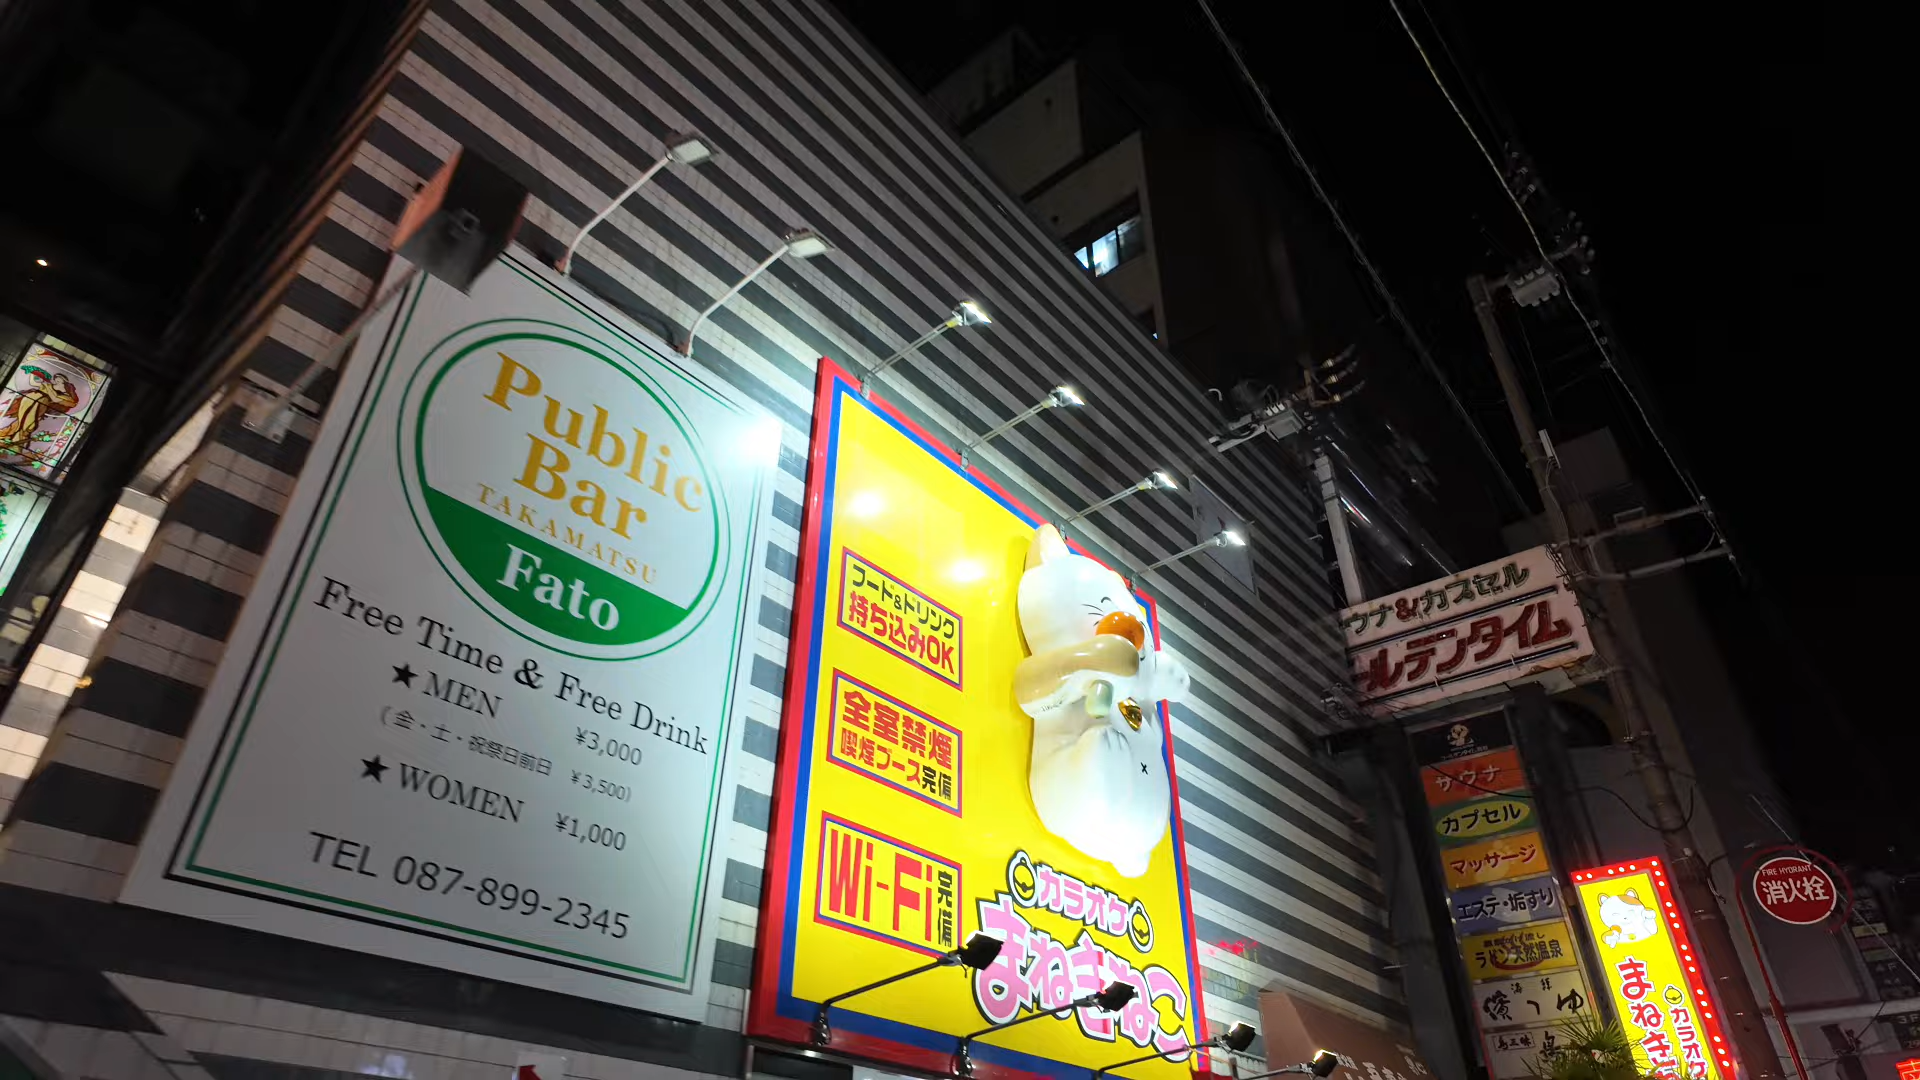 Public
Bar
TAKAMATSU
Fato
Free Time & Free Drink
★ MEN ¥3,000
(金・土・祝祭日前日 ¥3,500)
★ WOMEN ¥1,000
TEL 087-899-2345
フード&ドリンク
持ち込みOK
全室禁煙
喫煙ブース完備
Wi-Fi完備
カラオケ
まねきねこ
ウナ&カプセル
ールデンタイム
サウナ
カプセル
マッサージ
エステ・垢すり
ラドン天然温泉
カラオケ
まねきね
FIRE HYDRANT
消火栓